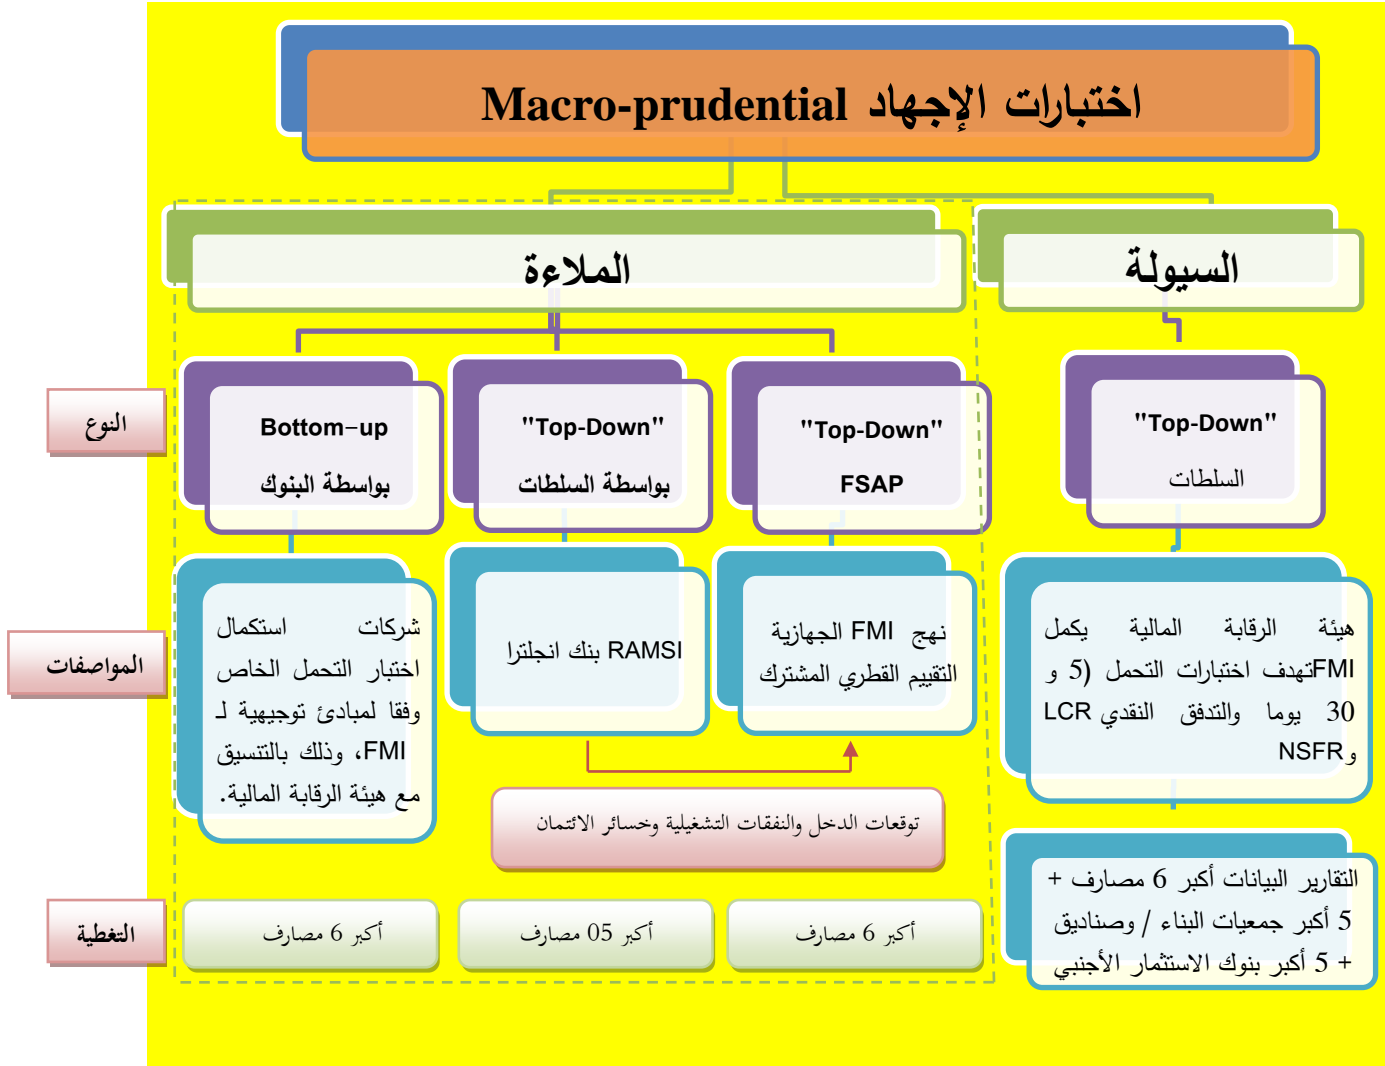 اختبارات الإجهاد Macro-prudential
السيولة
الملاءة
النوع
"Top-Down"
السلطات
"Top-Down"
FSAP
"Top-Down"
بواسطة السلطات
Bottom-up
بواسطة البنوك
المواصفات
هيئة الرقابة المالية يكمل
FMIتهدف اختبارات التحمل (5 و
30 يوما والتدفق النقدي LCR
وNSFR
نهج FMI الجهازية
التقييم القطري المشترك
RAMSI بنك انجلترا
شركات استكمال
اختبار التحمل الخاص
وفقا لمبادئ توجيهية لـ
FMI، وذلك بالتنسيق
مع هيئة الرقابة المالية.
توقعات الدخل والنفقات التشغيلية وخسائر الائتمان
التغطية
التقارير البيانات أكبر 6 مصارف +
5 أكبر جمعيات البناء / وصناديق
+ 5 أكبر بنوك الاستثمار الأجنبي
أكبر 6 مصارف
أكبر 05 مصارف
أكبر 6 مصارف